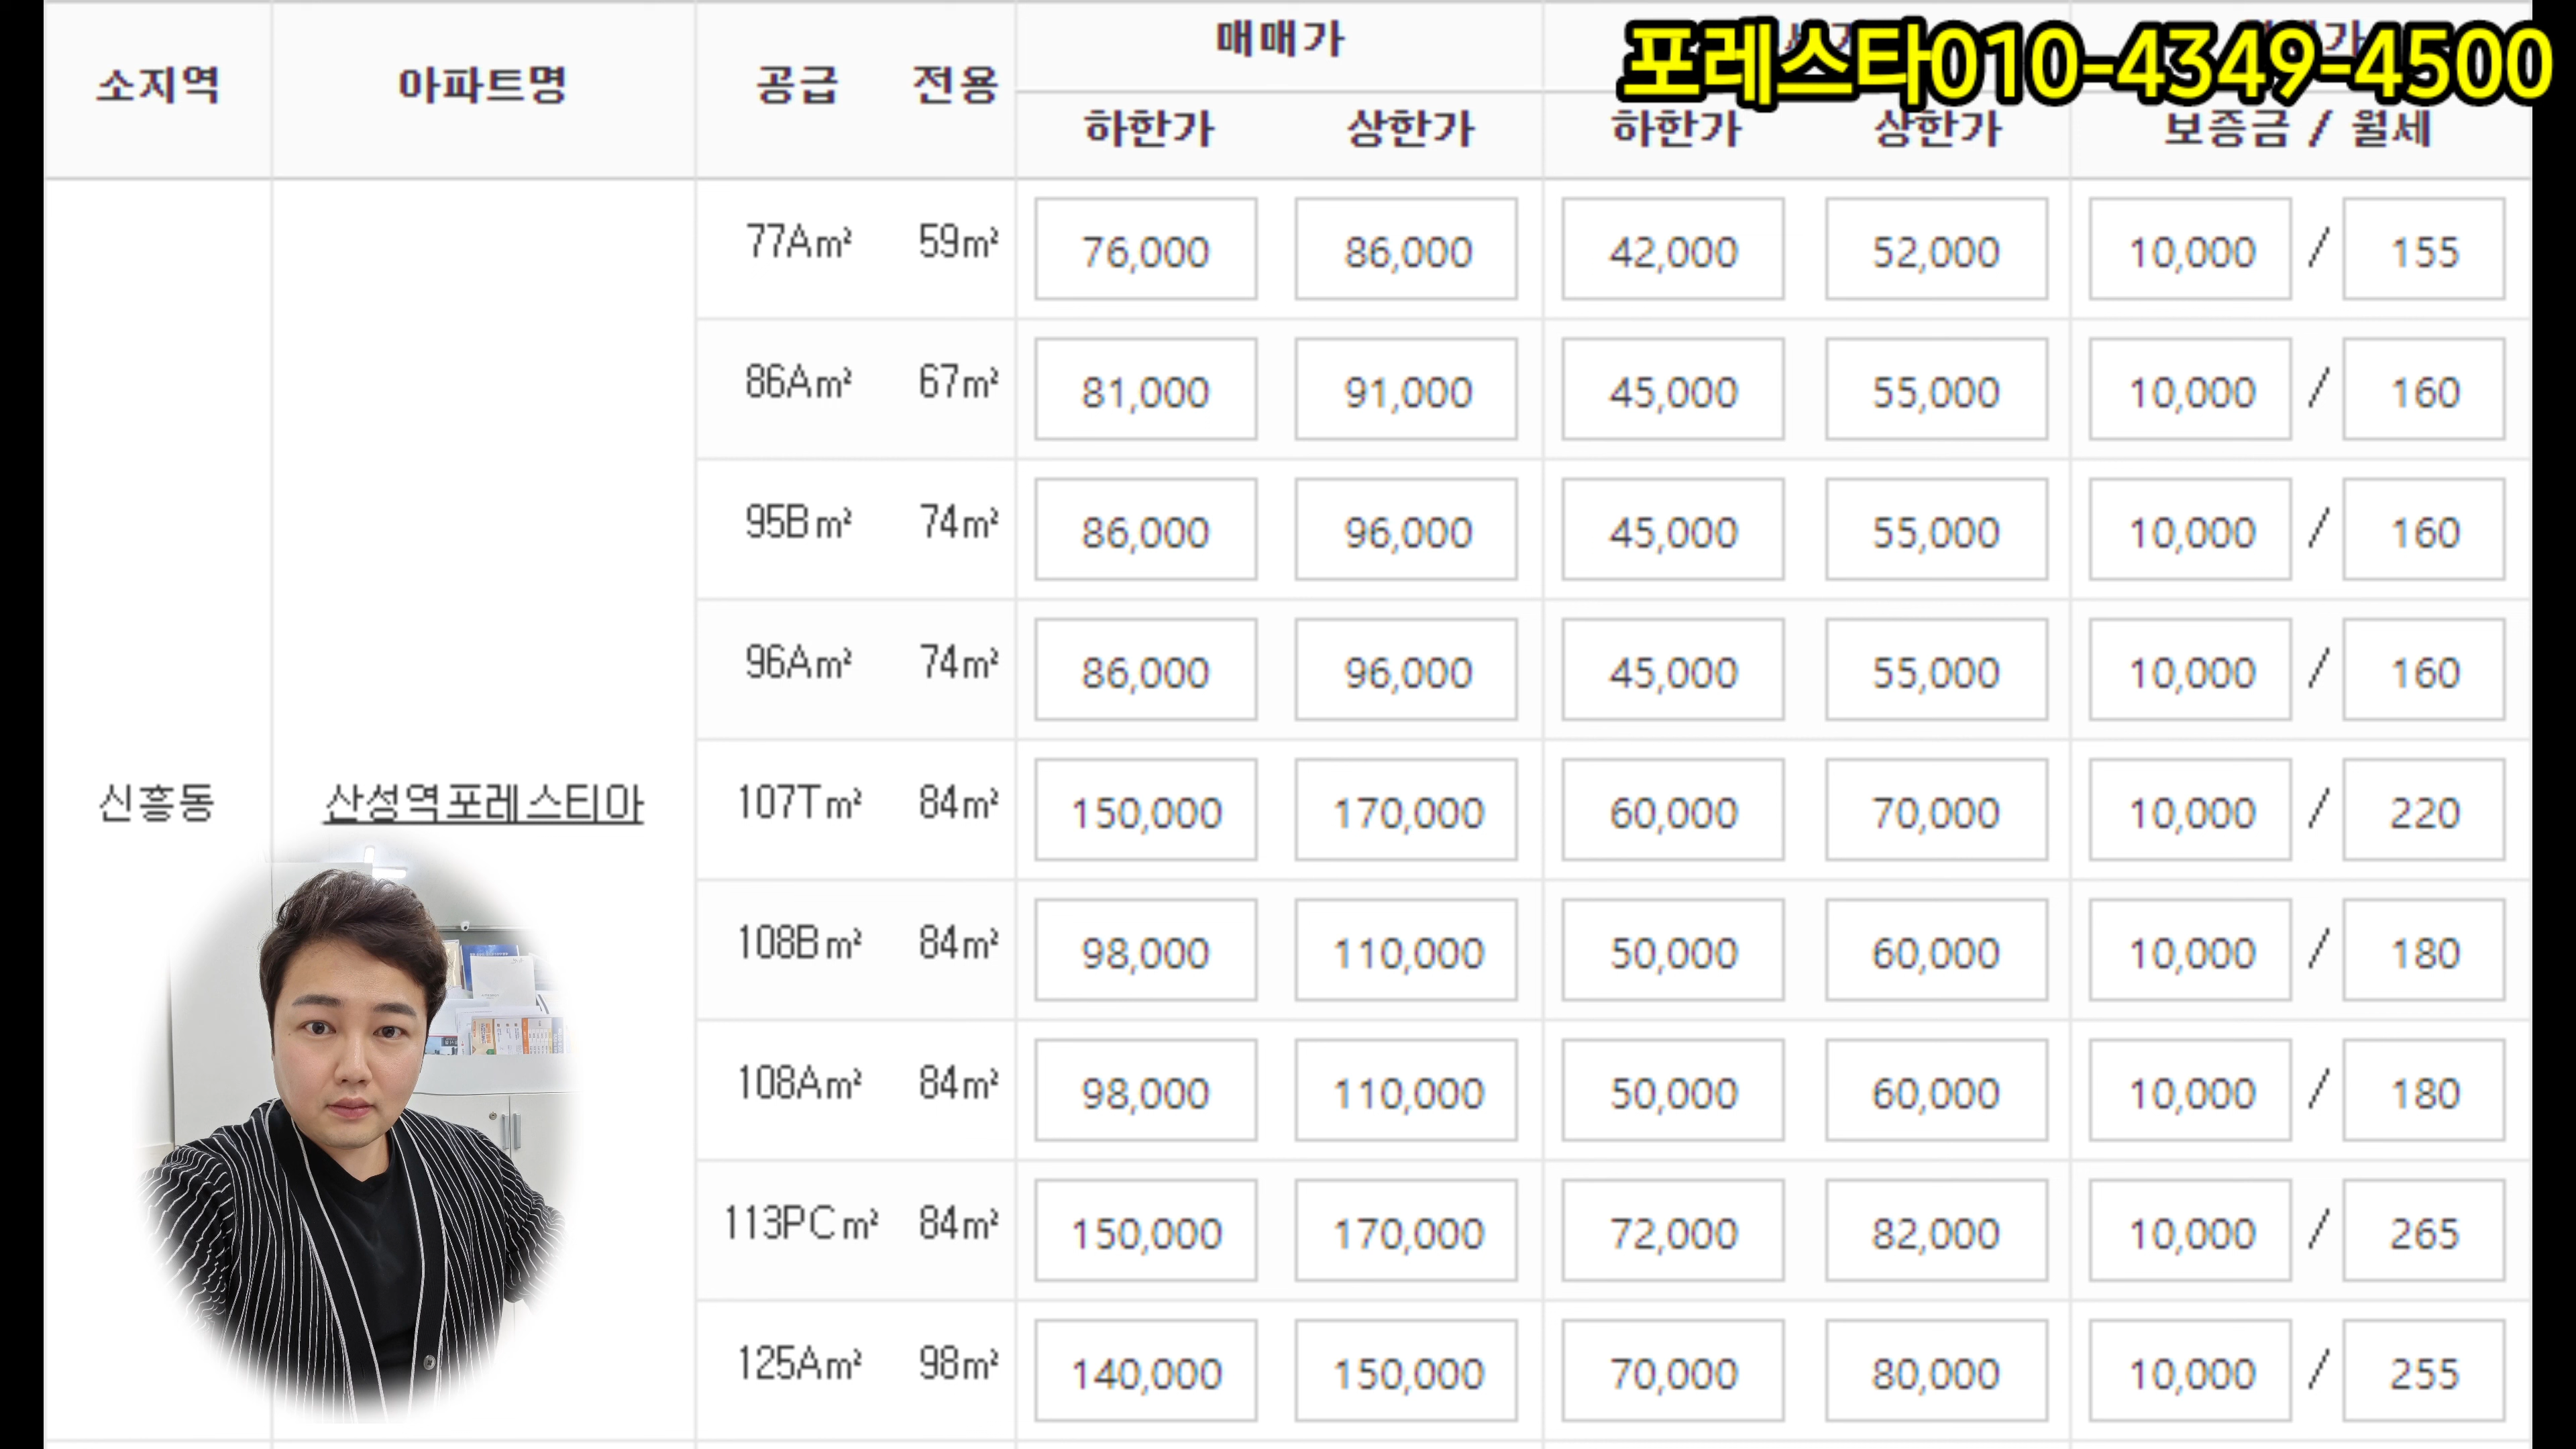 포레스타010-4349-4500
소지역 아파트명 공급 전용 매매가
하한가 상한가 하한가 상한가 보증금 / 월세
77A㎡ 59㎡ 76,000 86,000 42,000 52,000 10,000 / 155
86A㎡ 67㎡ 81,000 91,000 45,000 55,000 10,000 / 160
95B㎡ 74㎡ 86,000 96,000 45,000 55,000 10,000 / 160
96A㎡ 74㎡ 86,000 96,000 45,000 55,000 10,000 / 160
신흥동 산성역포레스티아 107T㎡ 84㎡ 150,000 170,000 60,000 70,000 10,000 / 220
108B㎡ 84㎡ 98,000 110,000 50,000 60,000 10,000 / 180
108A㎡ 84㎡ 98,000 110,000 50,000 60,000 10,000 / 180
113PC㎡ 84㎡ 150,000 170,000 72,000 82,000 10,000 / 265
125A㎡ 98㎡ 140,000 150,000 70,000 80,000 10,000 / 255